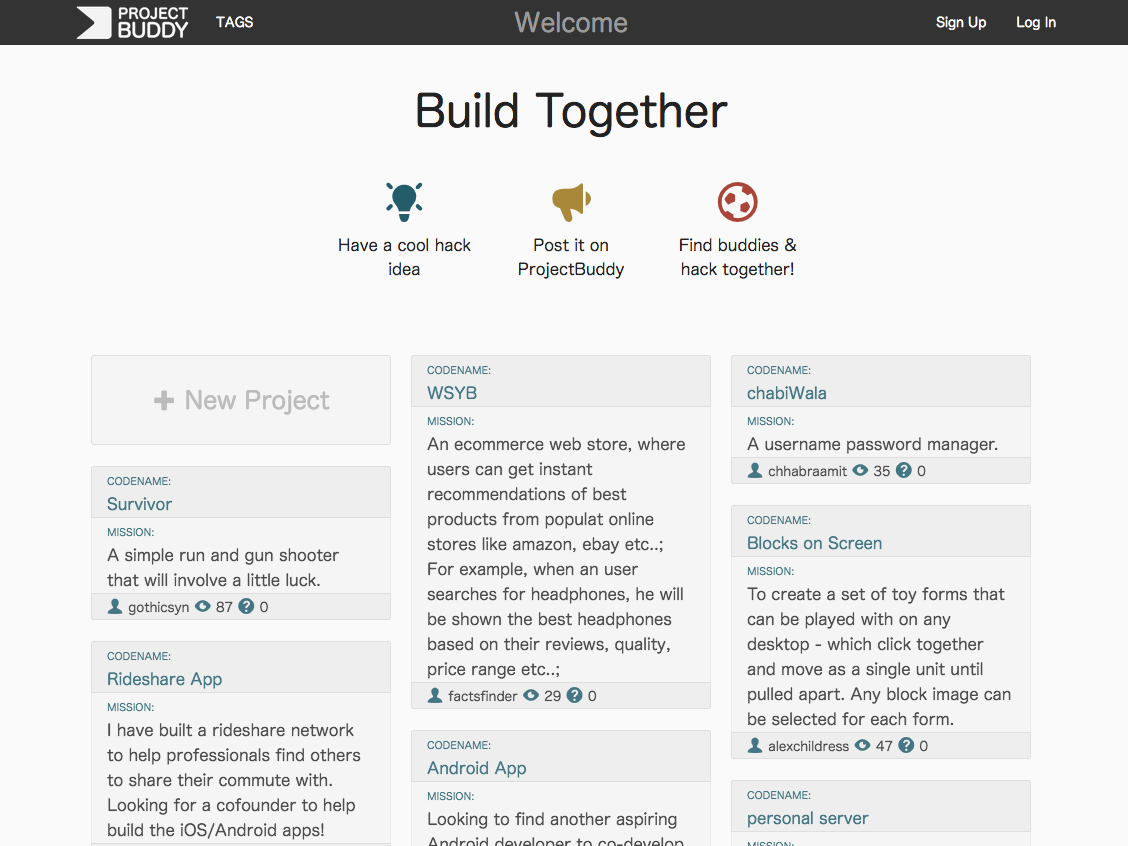 PROJECT
BUDDY
TAGS
Welcome
Sign Up
Log In
Build Together
Have a cool hack
idea
Post it on
ProjectBuddy
Find buddies &
hack together!
New Project
CODENAME:
Survivor
MISSION:
A simple run and gun shooter
that will involve a little luck.
gothicsyn 87 0
CODENAME:
Rideshare App
MISSION:
I have built a rideshare network
to help professionals find others
to share their commute with.
Looking for a cofounder to help
build the iOS/Android apps!
CODENAME:
WSYB
MISSION:
An ecommerce web store, where
users can get instant
recommendations of best
products from populat online
stores like amazon, ebay etc..;
For example, when an user
searches for headphones, he will
be shown the best headphones
based on their reviews, quality,
price range etc..;
factsfinder 29 0
CODENAME:
Android App
MISSION:
Looking to find another aspiring
Android developer to co-develop
CODENAME:
chabiWala
MISSION:
A username password manager.
chhabraamit 35 0
CODENAME:
Blocks on Screen
MISSION:
To create a set of toy forms that
can be played with on any
desktop - which click together
and move as a single unit until
pulled apart. Any block image can
be selected for each form.
alexchildress 47 0
CODENAME:
personal server
MISSION: